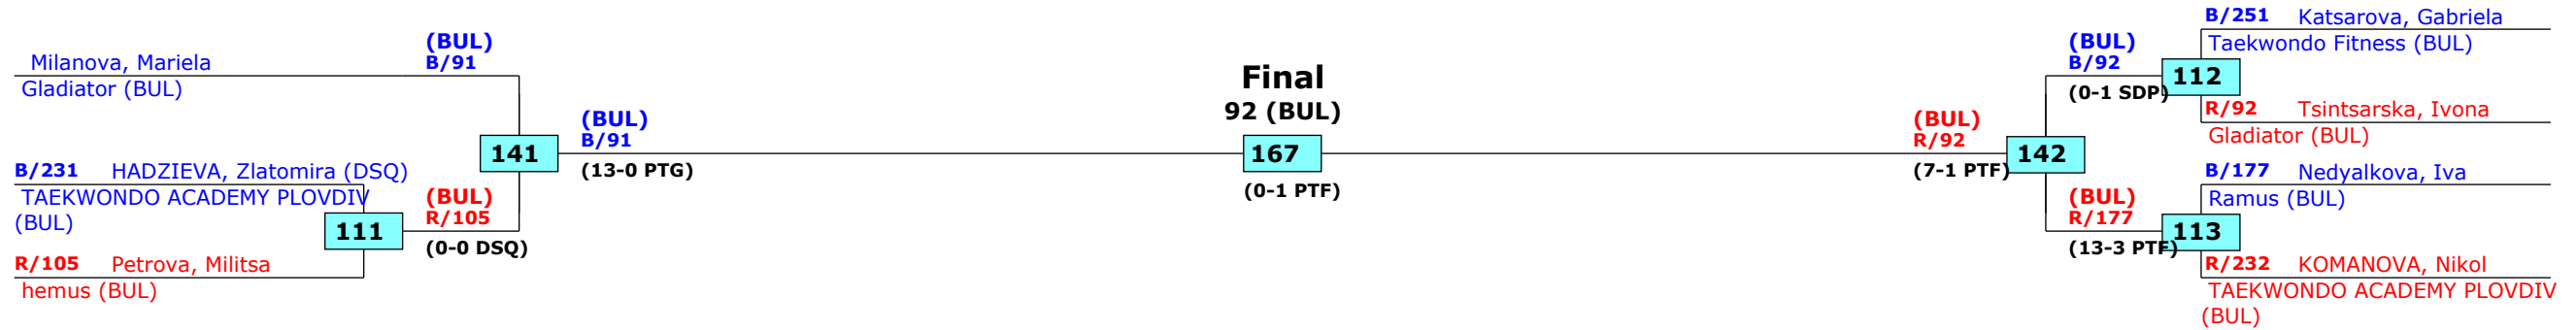 Milanova, Mariela
Gladiator (BUL)
(BUL)
B/91
B/231 HADZIEVA, Zlatomira (DSQ)
TAEKWONDO ACADEMY PLOVDIV
(BUL)
111
R/105 Petrova, Militsa
hemus (BUL)
(BUL)
R/105
(0-0 DSQ)
141
(BUL)
B/91
(13-0 PTG)
Final
92 (BUL)
167
(0-1 PTF)
(BUL)
R/92
(7-1 PTF)
142
(BUL)
B/92
(0-1 SDP)
112
B/251 Katsarova, Gabriela
Taekwondo Fitness (BUL)
R/92 Tsintsarska, Ivona
Gladiator (BUL)
(BUL)
R/177
(13-3 PTF)
113
B/177 Nedyalkova, Iva
Ramus (BUL)
R/232 KOMANOVA, Nikol
TAEKWONDO ACADEMY PLOVDIV
(BUL)